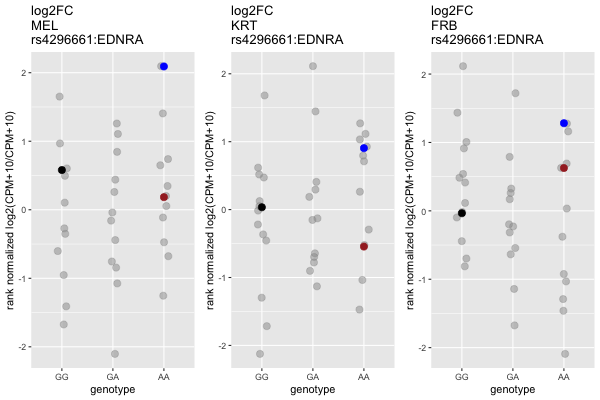 log2FC
MEL
rs4296661:EDNRA
rank normalized log2(CPM+10/CPM+10)
2
1
0
-1
-2
GG
GA
AA
genotype
log2FC
KRT
rs4296661:EDNRA
rank normalized log2(CPM+10/CPM+10)
2
1
0
-1
-2
GG
GA
AA
genotype
log2FC
FRB
rs4296661:EDNRA
rank normalized log2(CPM+10/CPM+10)
2
1
0
-1
-2
GG
GA
AA
genotype